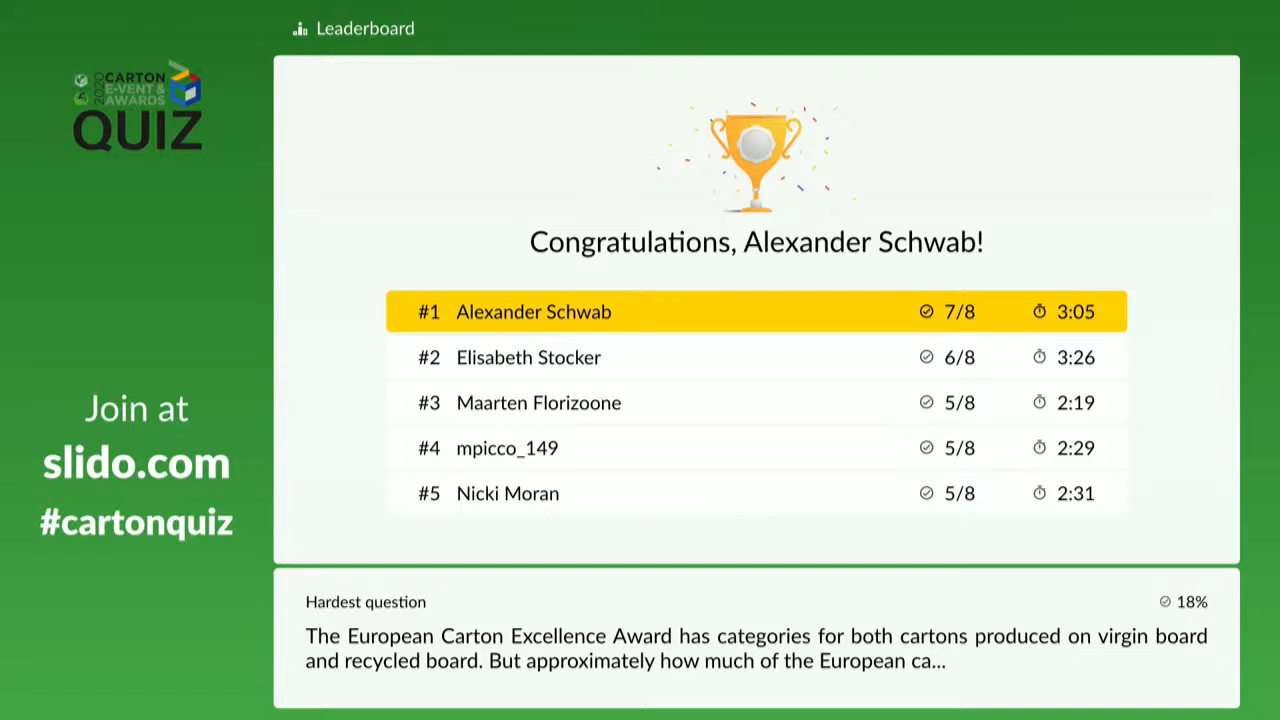 Leaderboard
2020
CARTON
E-VENT &
AWARDS
QUIZ
Congratulations, Alexander Schwab!
#1 Alexander Schwab 7/8 3:05
#2 Elisabeth Stocker 6/8 3:26
#3 Maarten Florizoone 5/8 2:19
#4 mpicco_149 5/8 2:29
#5 Nicki Moran 5/8 2:31
Join at
slido.com
#cartonquiz
Hardest question 18%
The European Carton Excellence Award has categories for both cartons produced on virgin board
and recycled board. But approximately how much of the European ca...